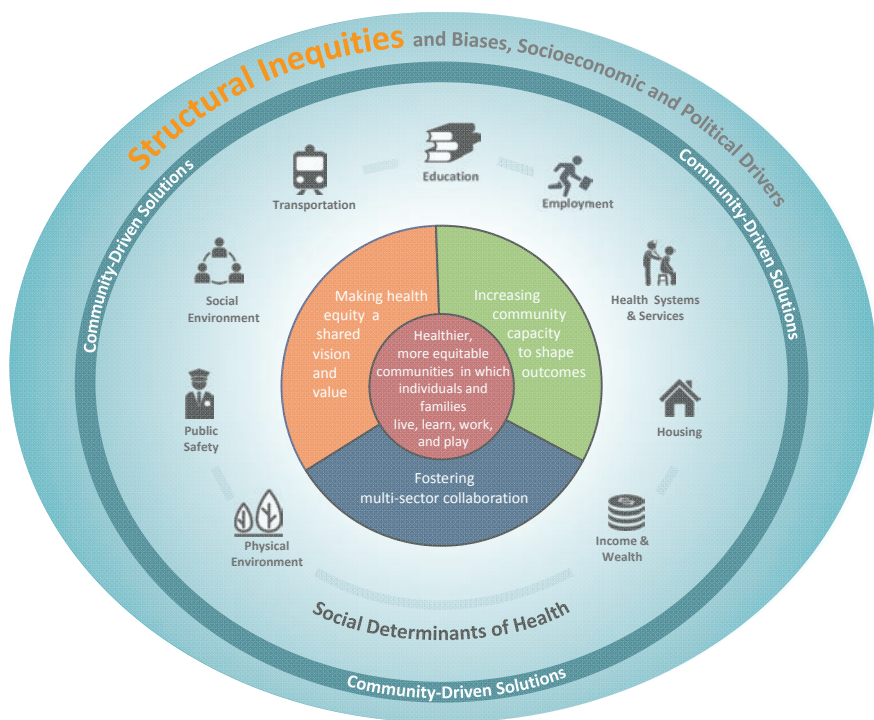 Structural Inequities and Biases, Socioeconomic and Political Drivers
Community-Driven Solutions
Community-Driven Solutions
Education
Transportation
Employment
Social
Environment
Health Systems
& Services
Public
Safety
Housing
Physical
Environment
Income &
Wealth
Making health
equity a
shared
vision
and
value
Increasing
community
capacity
to shape
outcomes
Healthier,
more equitable
communities in which
individuals and
families
live, learn, work,
and play
Fostering
multi-sector collaboration
Social Determinants of Health
Community-Driven Solutions